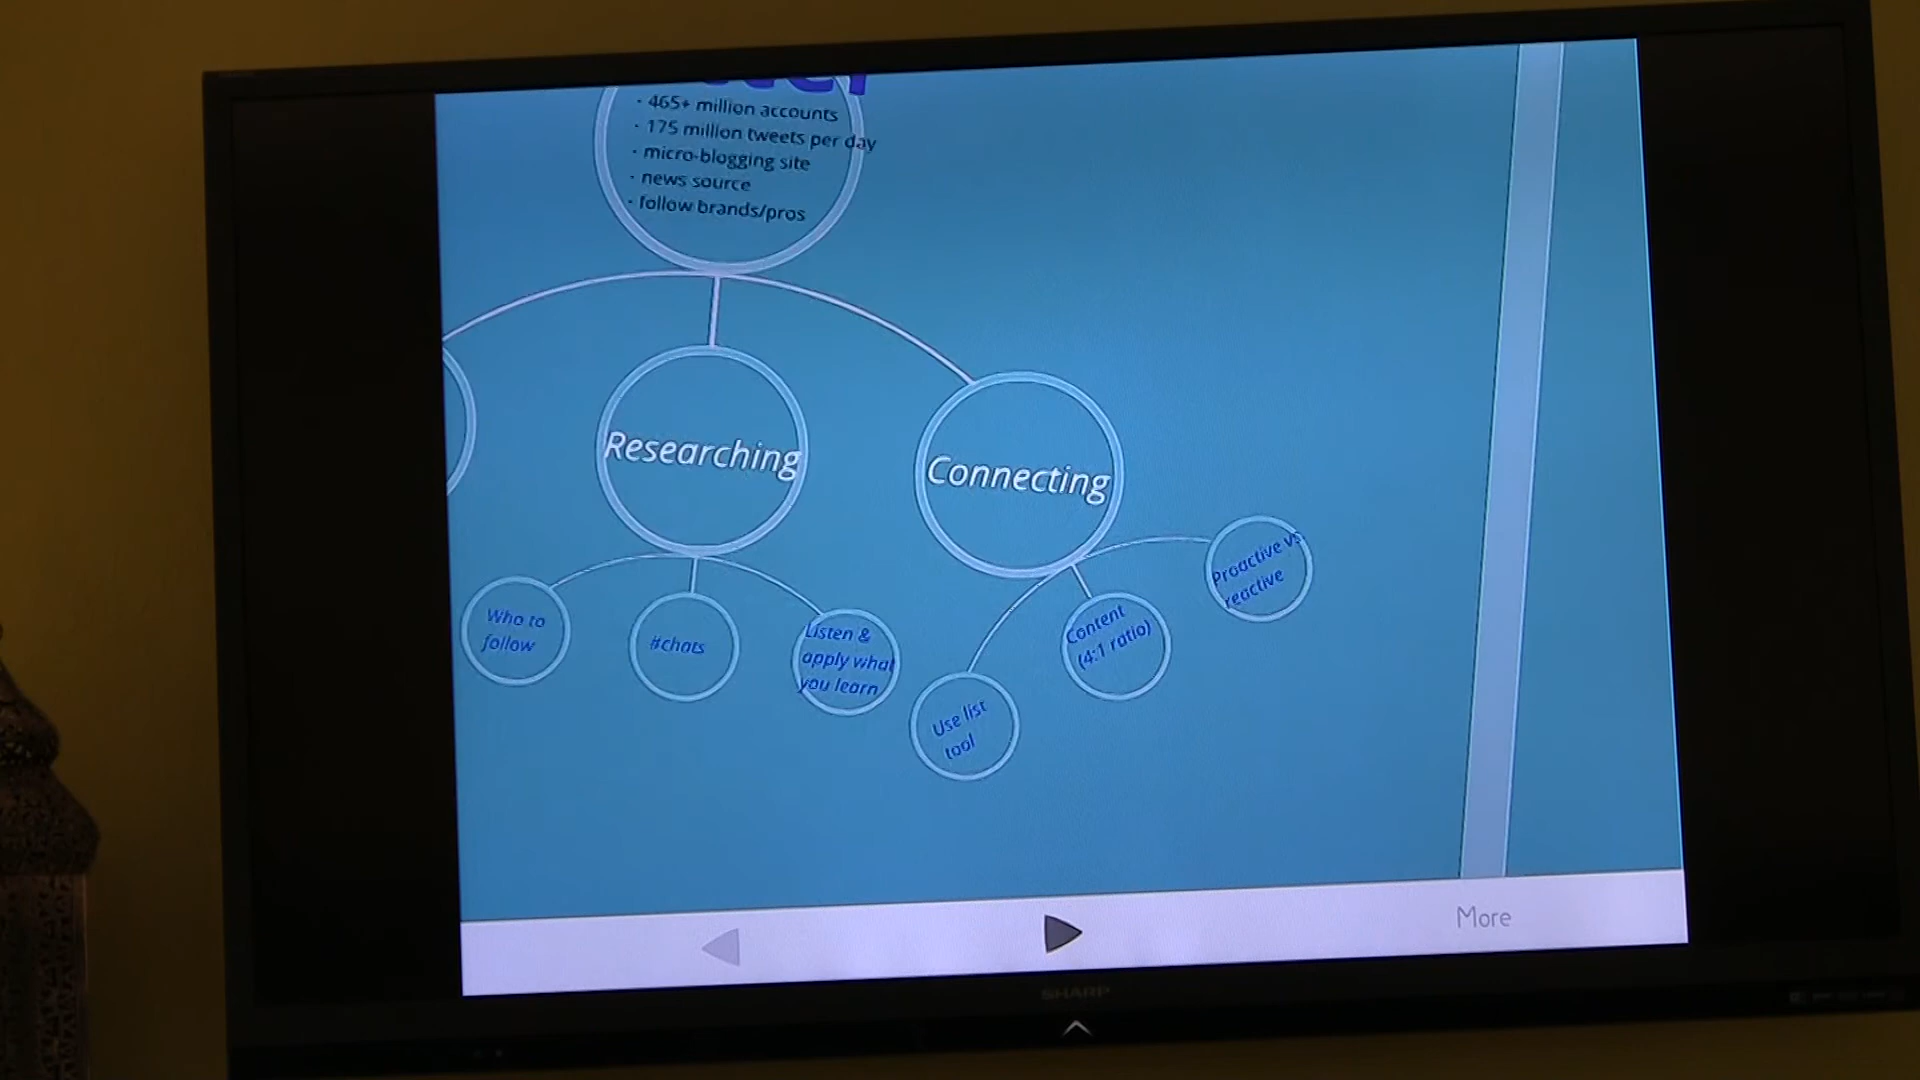 - 465+ million accounts
- 175 million tweets per day
- micro-blogging site
- news source
- follow brands/pros
Researching
Connecting
Who to
follow
#chats
Listen &
apply what
you learn
Use list
tool
Content
(4:1 ratio)
Proactive vs.
reactive
More
SHARP